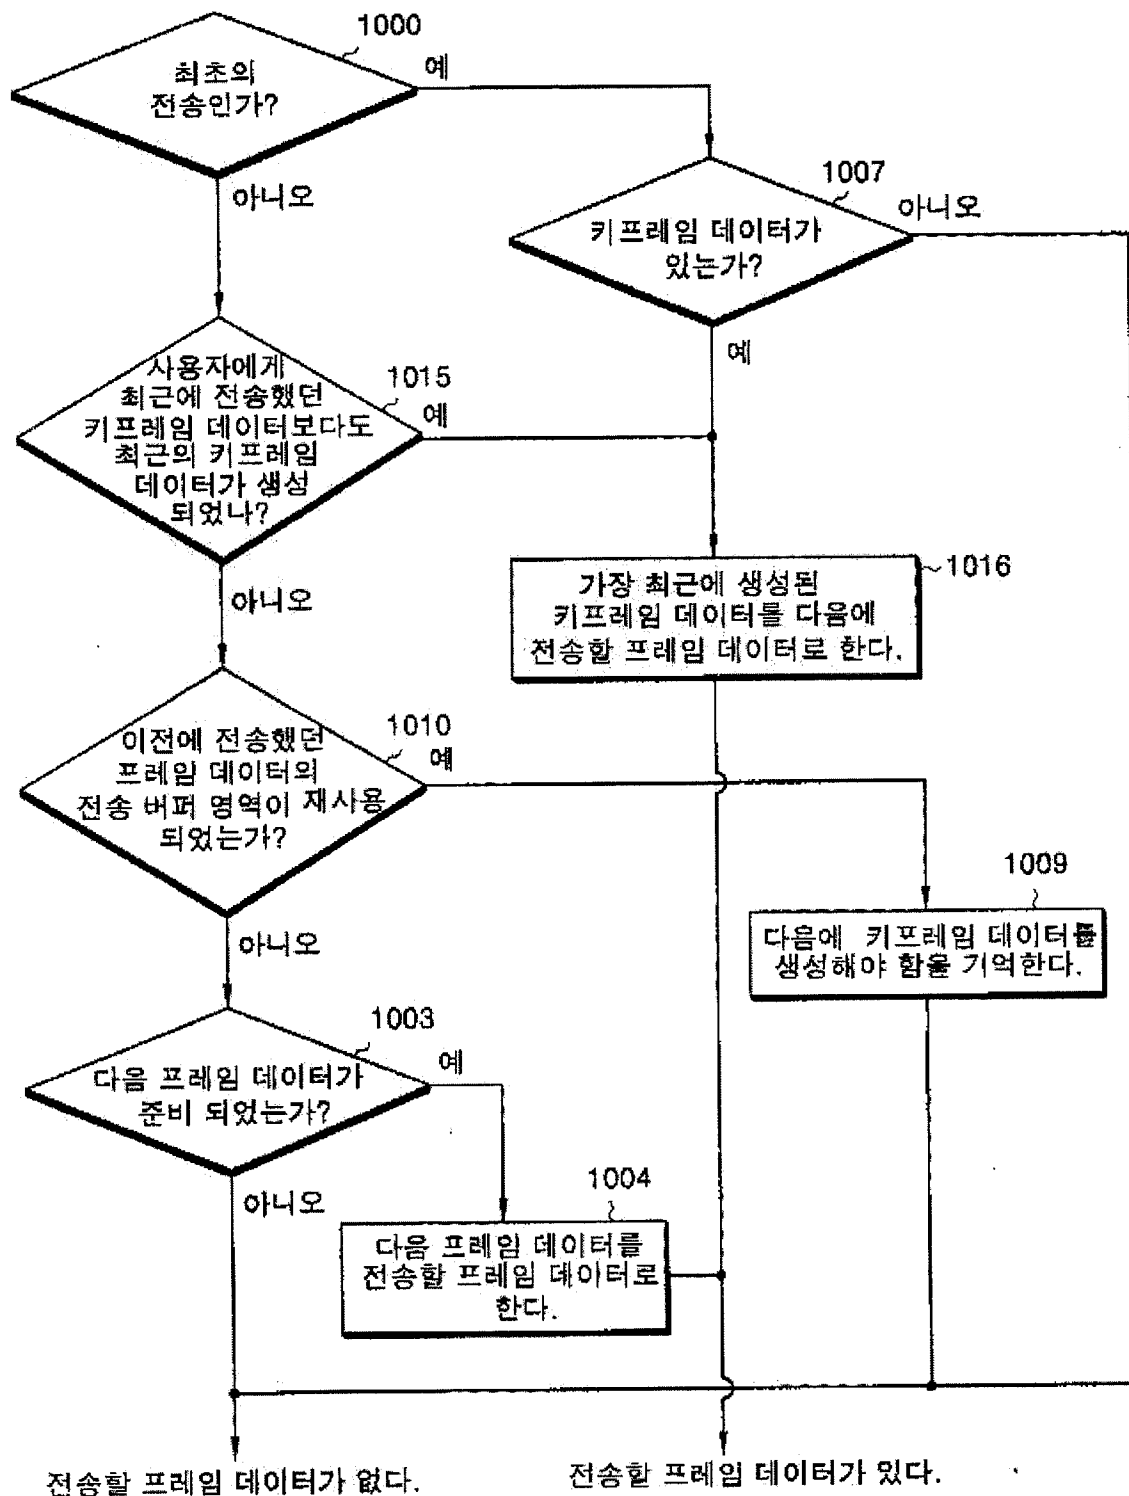 1000
최초의
전송인가?
예
아니오
1007
키프레임 데이터가
있는가?
아니오
예
사용자에게
최근에 전송했던
키프레임 데이터보다도
최근의 키프레임
데이터가 생성
되었나?
1015
예
아니오
가장 최근에 생성된
키프레임 데이터를 다음에
전송할 프레임 데이터로 한다.
1016
이전에 전송했던
프레임 데이터의
전송 버퍼 영역이 재사용
되었는가?
1010
예
아니오
1009
다음에 키프레임 데이터를
생성해야 함을 기억한다.
다음 프레임 데이터가
준비 되었는가?
1003
예
아니오
1004
다음 프레임 데이터를
전송할 프레임 데이터로
한다.
전송할 프레임 데이터가 없다.
전송할 프레임 데이터가 있다.